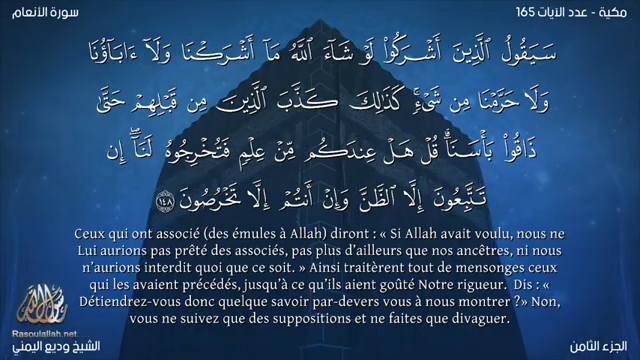 مكية - عدد الآيات 165
سورة الأنعام
سَيَقُولُ ٱلَّذِينَ أَشْرَكُوا۟ لَوْ شَآءَ ٱللَّهُ مَآ أَشْرَكْنَا وَلَآ ءَابَآؤُنَا
وَلَا حَرَّمْنَا مِن شَىْءٍۚ كَذَٰلِكَ كَذَّبَ ٱلَّذِينَ مِن قَبْلِهِمْ حَتَّىٰ
ذَاقُوا۟ بَأْسَنَاۗ قُلْ هَلْ عِندَكُم مِّنْ عِلْمٍ فَتُخْرِجُوهُ لَنَآۖ إِن
تَتَّبِعُونَ إِلَّا ٱلظَّنَّ وَإِنْ أَنتُمْ إِلَّا تَخْرُصُونَ ١٤٨
Ceux qui ont associé (des émules à Allah) diront : « Si Allah avait voulu, nous ne
Lui aurions pas prêté des associés, pas plus d’ailleurs que nos ancêtres, ni nous
n’aurions interdit quoi que ce soit. » Ainsi traitèrent tout de mensonges ceux
qui les avaient précédés, jusqu’à ce qu’ils aient goûté Notre rigueur. Dis : «
Détiendrez-vous donc quelque savoir par-devers vous à nous montrer ?» Non,
vous ne suivez que des suppositions et ne faites que divaguer.
رسول الله
Rasoulallah.net
الجزء الثامن
الشيخ وديع اليمني